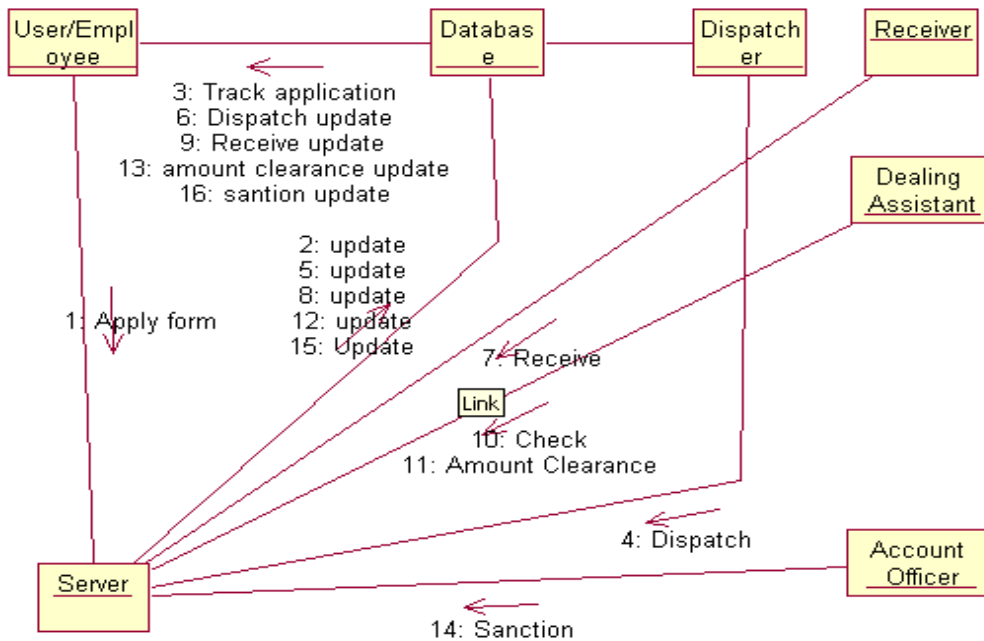 User/Empl
oyee
Databas
e
Dispatch
er
Receiver
3: Track application
6: Dispatch update
9: Receive update
13: amount clearance update
16: santion update
Dealing
Assistant
2: update
5: update
8: update
12: update
15: Update
1: Apply form
7: Receive
Link
10: Check
11: Amount Clearance
4: Dispatch
Account
Officer
Server
14: Sanction